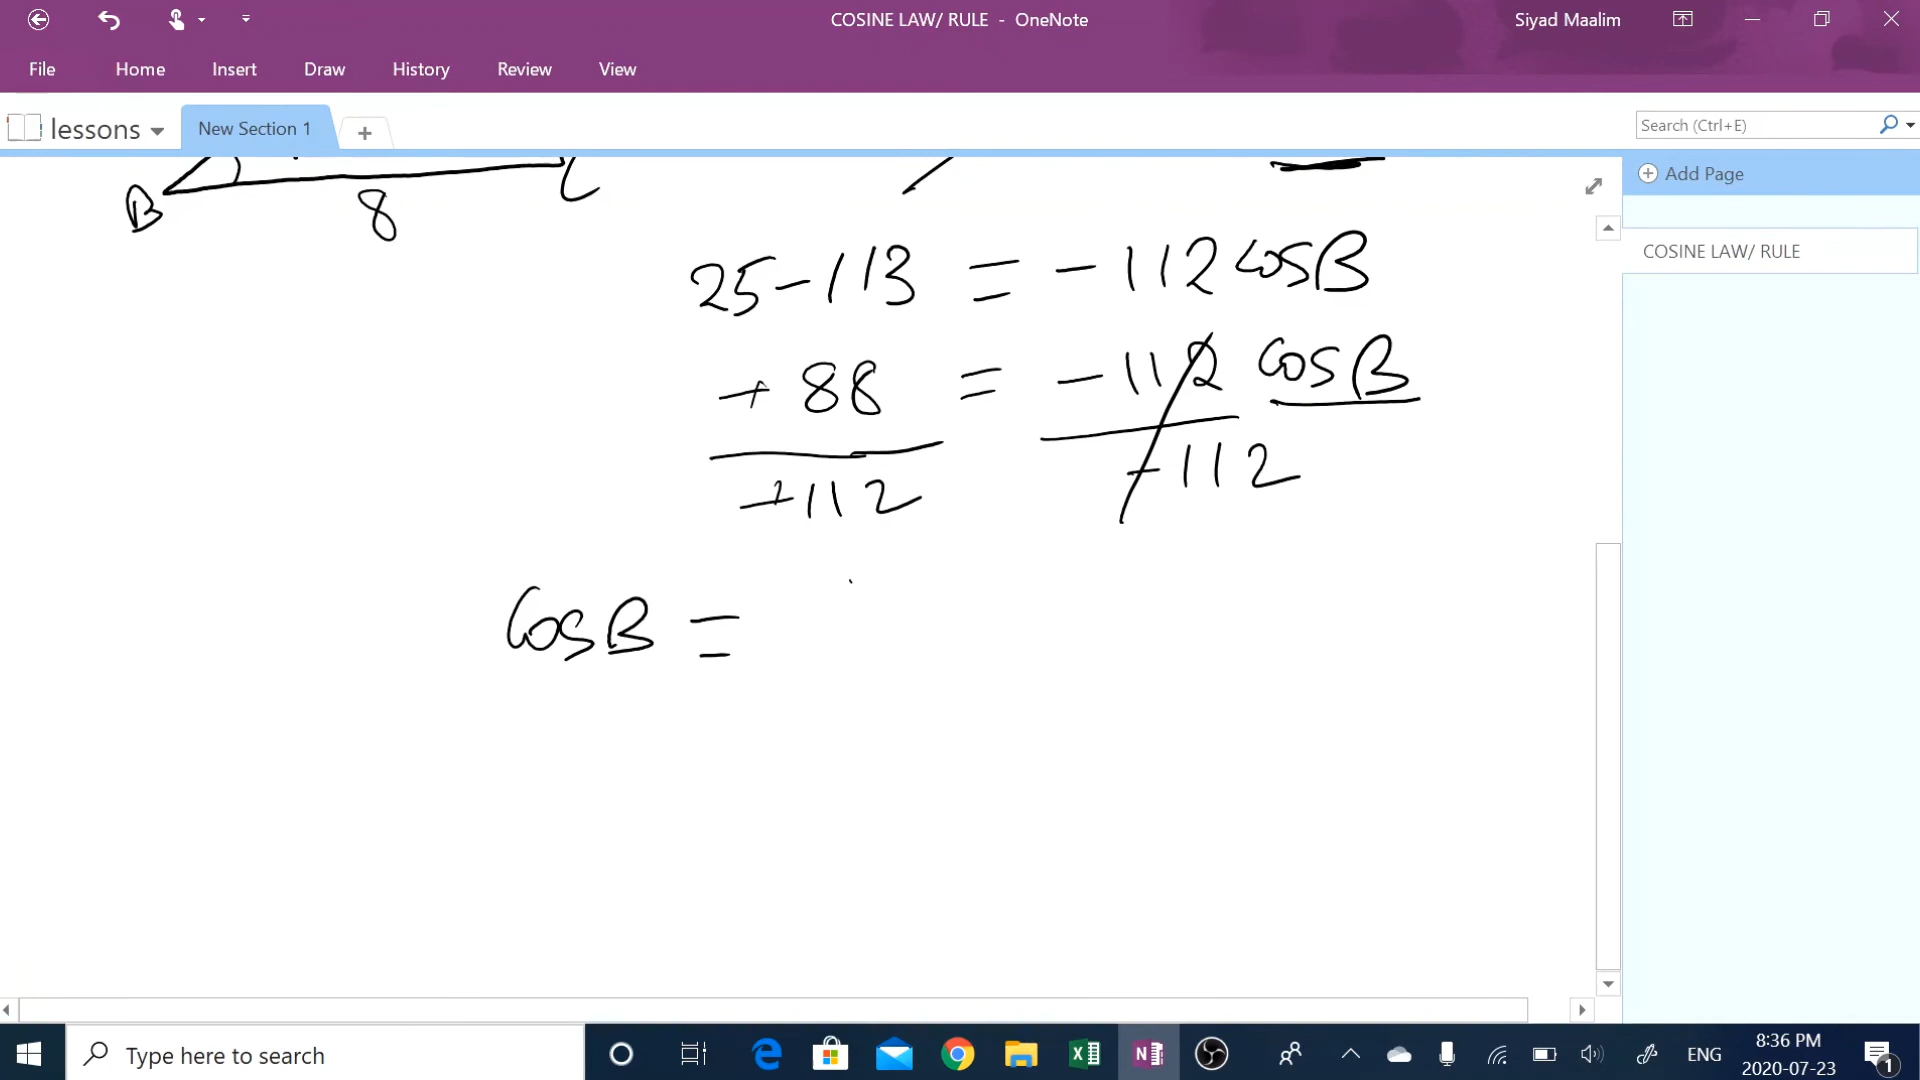 COSINE LAW/ RULE - OneNote
Siyad Maalim
File Home Insert Draw History Review View
lessons
New Section 1
+
Search (Ctrl+E)
Add Page
COSINE LAW/ RULE
B
8
C
25-113 = -112 cosB
+ 88 = -112 cosB
+112 -112
CosB =
Type here to search
ENG
8:36 PM
2020-07-23
1